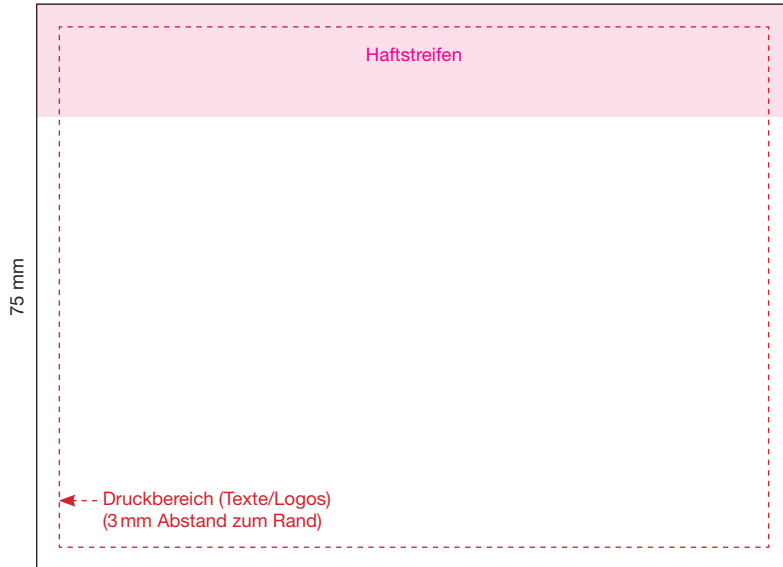 Haftstreifen
75 mm
Druckbereich (Texte/Logos)
(3 mm Abstand zum Rand)